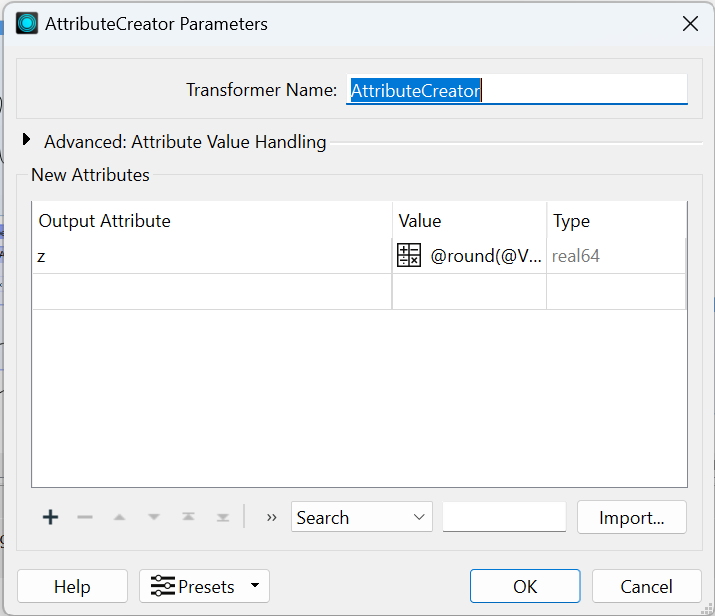 AttributeCreator Parameters
Transformer Name: AttributeCreator
Advanced: Attribute Value Handling
New Attributes
Output Attribute Value Type
z @round(@V... real64
Search Import...
Help Presets OK Cancel